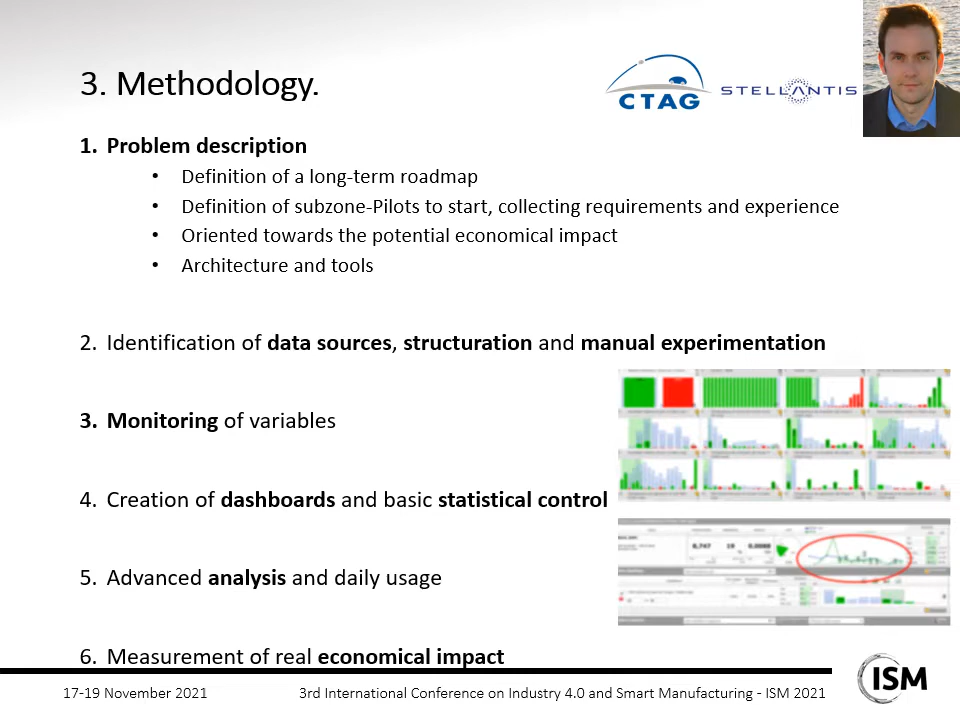 3. Methodology.
CTAG
STELLANTIS
1. Problem description
• Definition of a long-term roadmap
• Definition of subzone-Pilots to start, collecting requirements and experience
• Oriented towards the potential economical impact
• Architecture and tools
2. Identification of data sources, structuration and manual experimentation
3. Monitoring of variables
4. Creation of dashboards and basic statistical control
5. Advanced analysis and daily usage
6. Measurement of real economical impact
17-19 November 2021
3rd International Conference on Industry 4.0 and Smart Manufacturing - ISM 2021
ISM